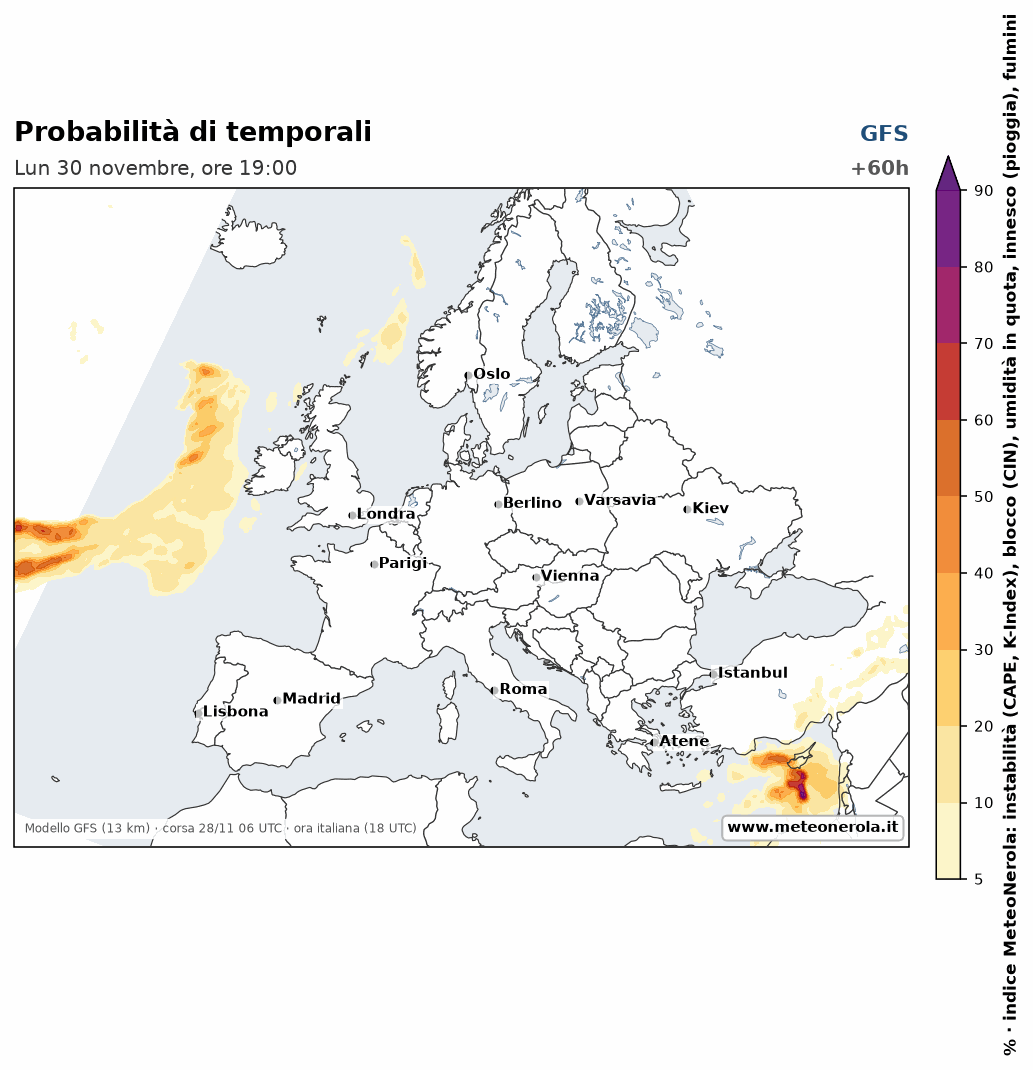 Probabilità di temporali
GFS
Lun 30 novembre, ore 19:00
+60h
Oslo
Londra
Berlino
Varsavia
Kiev
Parigi
Vienna
Istanbul
Roma
Madrid
Lisbona
Atene
Modello GFS (13 km) · corsa 28/11 06 UTC · ora italiana (18 UTC)
www.meteonerola.it
90
80
70
60
50
40
30
20
10
5
% · indice MeteoNerola: instabilità (CAPE, K-Index), blocco (CIN), umidità in quota, innesco (pioggia), fulmini